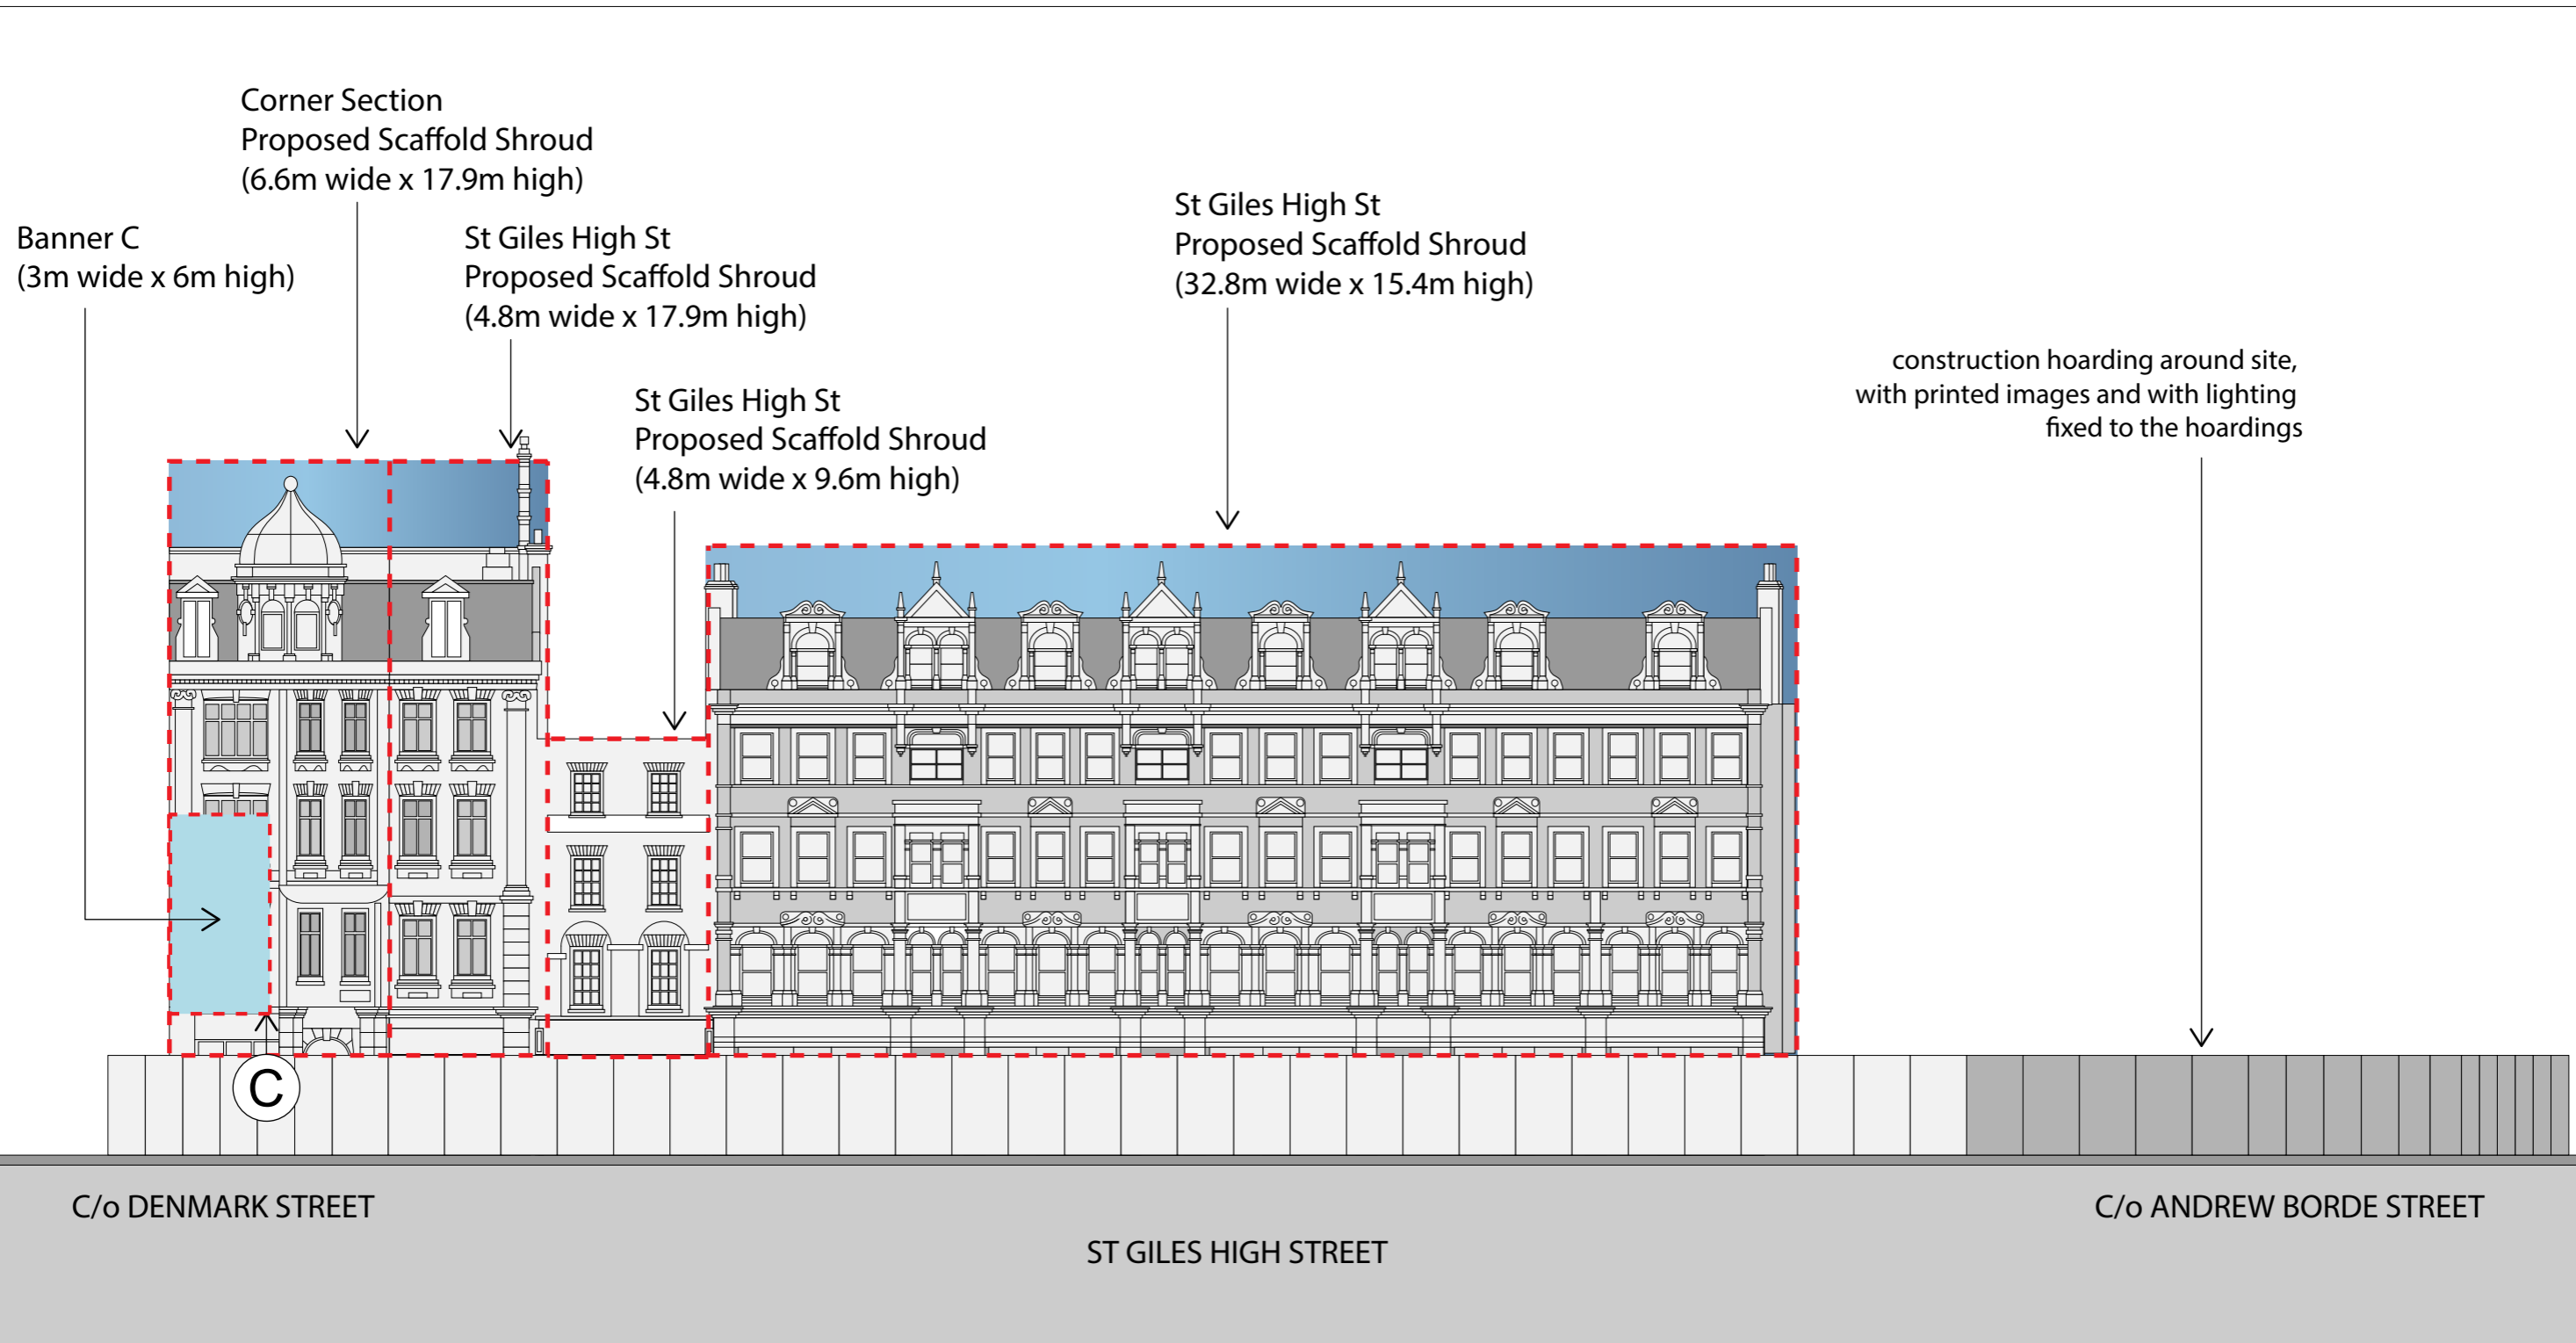 Corner Section
Proposed Scaffold Shroud
(6.6m wide x 17.9m high)
Banner C
(3m wide x 6m high)
St Giles High St
Proposed Scaffold Shroud
(4.8m wide x 17.9m high)
St Giles High St
Proposed Scaffold Shroud
(4.8m wide x 9.6m high)
St Giles High St
Proposed Scaffold Shroud
(32.8m wide x 15.4m high)
construction hoarding around site,
with printed images and with lighting
fixed to the hoardings
C
C/o DENMARK STREET
C/o ANDREW BORDE STREET
ST GILES HIGH STREET